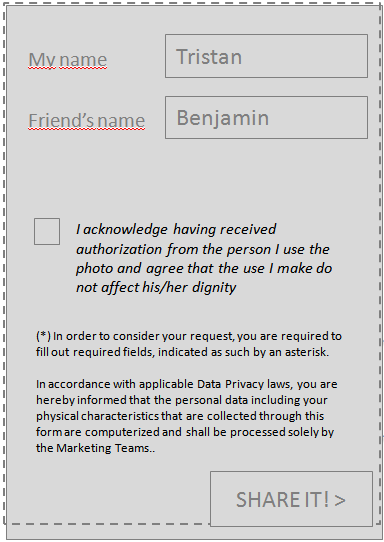 My name
Tristan
Friend's name
Benjamin
I acknowledge having received
authorization from the person I use the
photo and agree that the use I make do
not affect his/her dignity
(*) In order to consider your request, you are required to
fill out required fields, indicated as such by an asterisk.
In accordance with applicable Data Privacy laws, you are
hereby informed that the personal data including your
physical characteristics that are collected through this
form are computerized and shall be processed solely by
the Marketing Teams..
SHARE IT! >